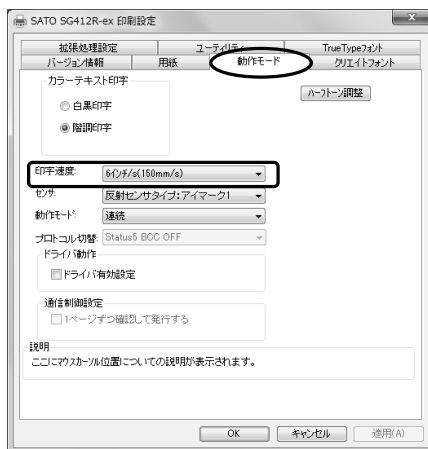 SATO SG412R-ex 印刷設定
拡張処理設定 ユーティリティ TrueTypeフォント
バージョン情報 用紙 動作モード クリエイトフォント
カラーテキスト印字
白黒印字
階調印字
ハーフトーン調整
印字速度: 6インチ/s(150mm/s)
センサ: 反射センサタイプ:アイマーク1
動作モード: 連続
プロトコル切替: Status5 BCC OFF
ドライバ動作
ドライバ有効設定
通信制御設定
1ページずつ確認して発行する
説明
ここにマウスカーソル位置についての説明が表示されます。
OK キャンセル 適用(A)